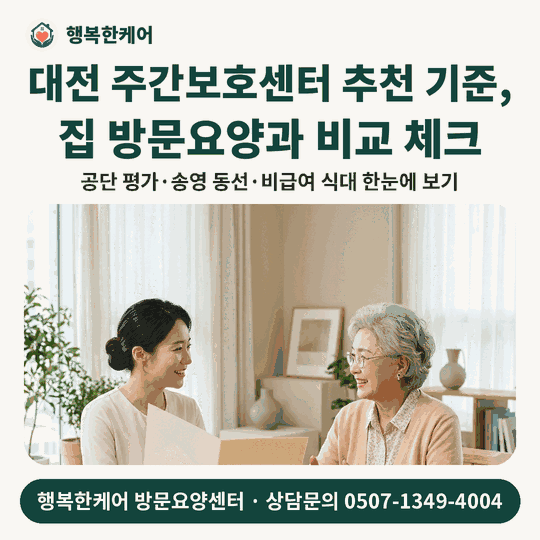 행복한케어
대전 주간보호센터 추천 기준,
집 방문요양과 비교 체크
공단 평가·송영 동선·비급여 식대 한눈에 보기
행복한케어 방문요양센터 · 상담문의 0507-1349-4004